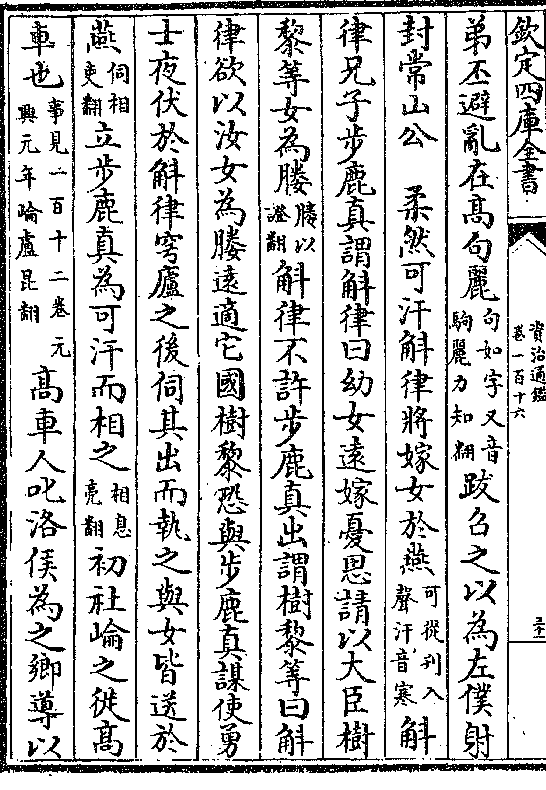 欽定四庫全書
資治通鑑
卷一百十六
弟丕避亂在高句麗句如字又音駒麗力知翻跋召之以為左僕射
封常山公　柔然可汗斛律將嫁女於燕可從刋入聲汗音寒斛
律兄子步鹿真謂斛律曰幼女逺嫁憂思請以大臣樹
黎等女為媵媵以證翻斛律不許步鹿真出謂樹黎等曰斛
律欲以汝女為媵逺適它國樹黎恐與步鹿真謀使勇
士夜伏於斛律穹廬之後伺其出而執之與女皆送於
燕伺相吏翻立步鹿真為可汗而相之相息亮翻初社崘之徙高
車也事見一百十二卷元興元年崘盧昆翻高車人叱洛侯為之鄉導以